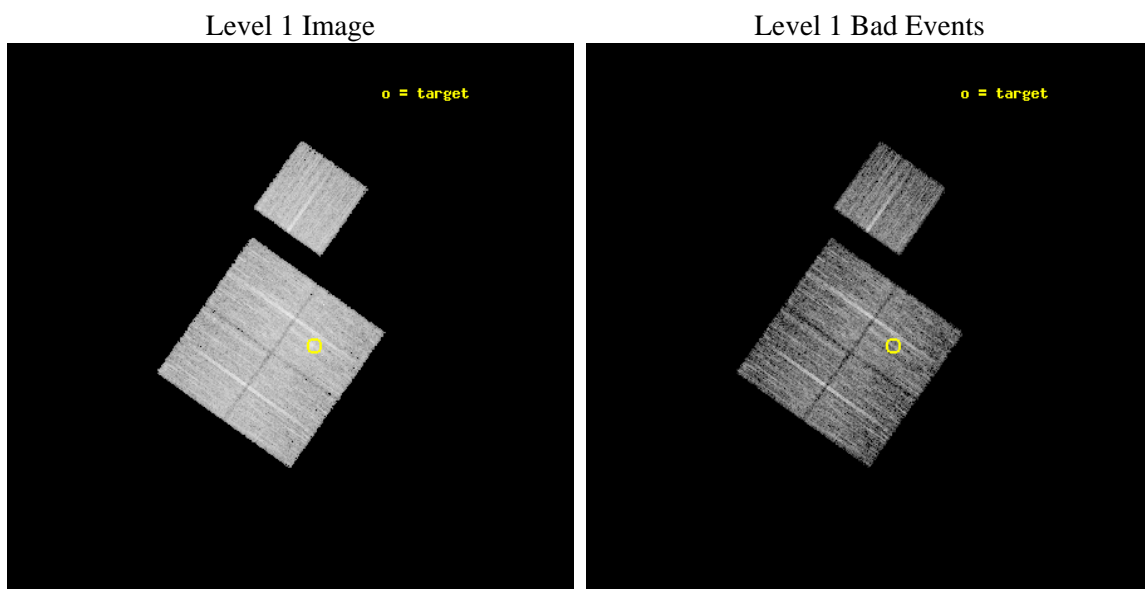 Level 1 Image
Level 1 Bad Events
o = target
o = target